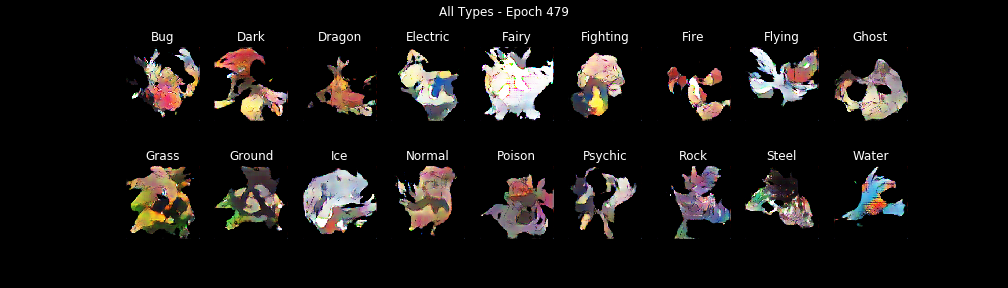 All Types - Epoch 479
Bug Dark Dragon Electric Fairy Fighting Fire Flying Ghost
Grass Ground Ice Normal Poison Psychic Rock Steel Water